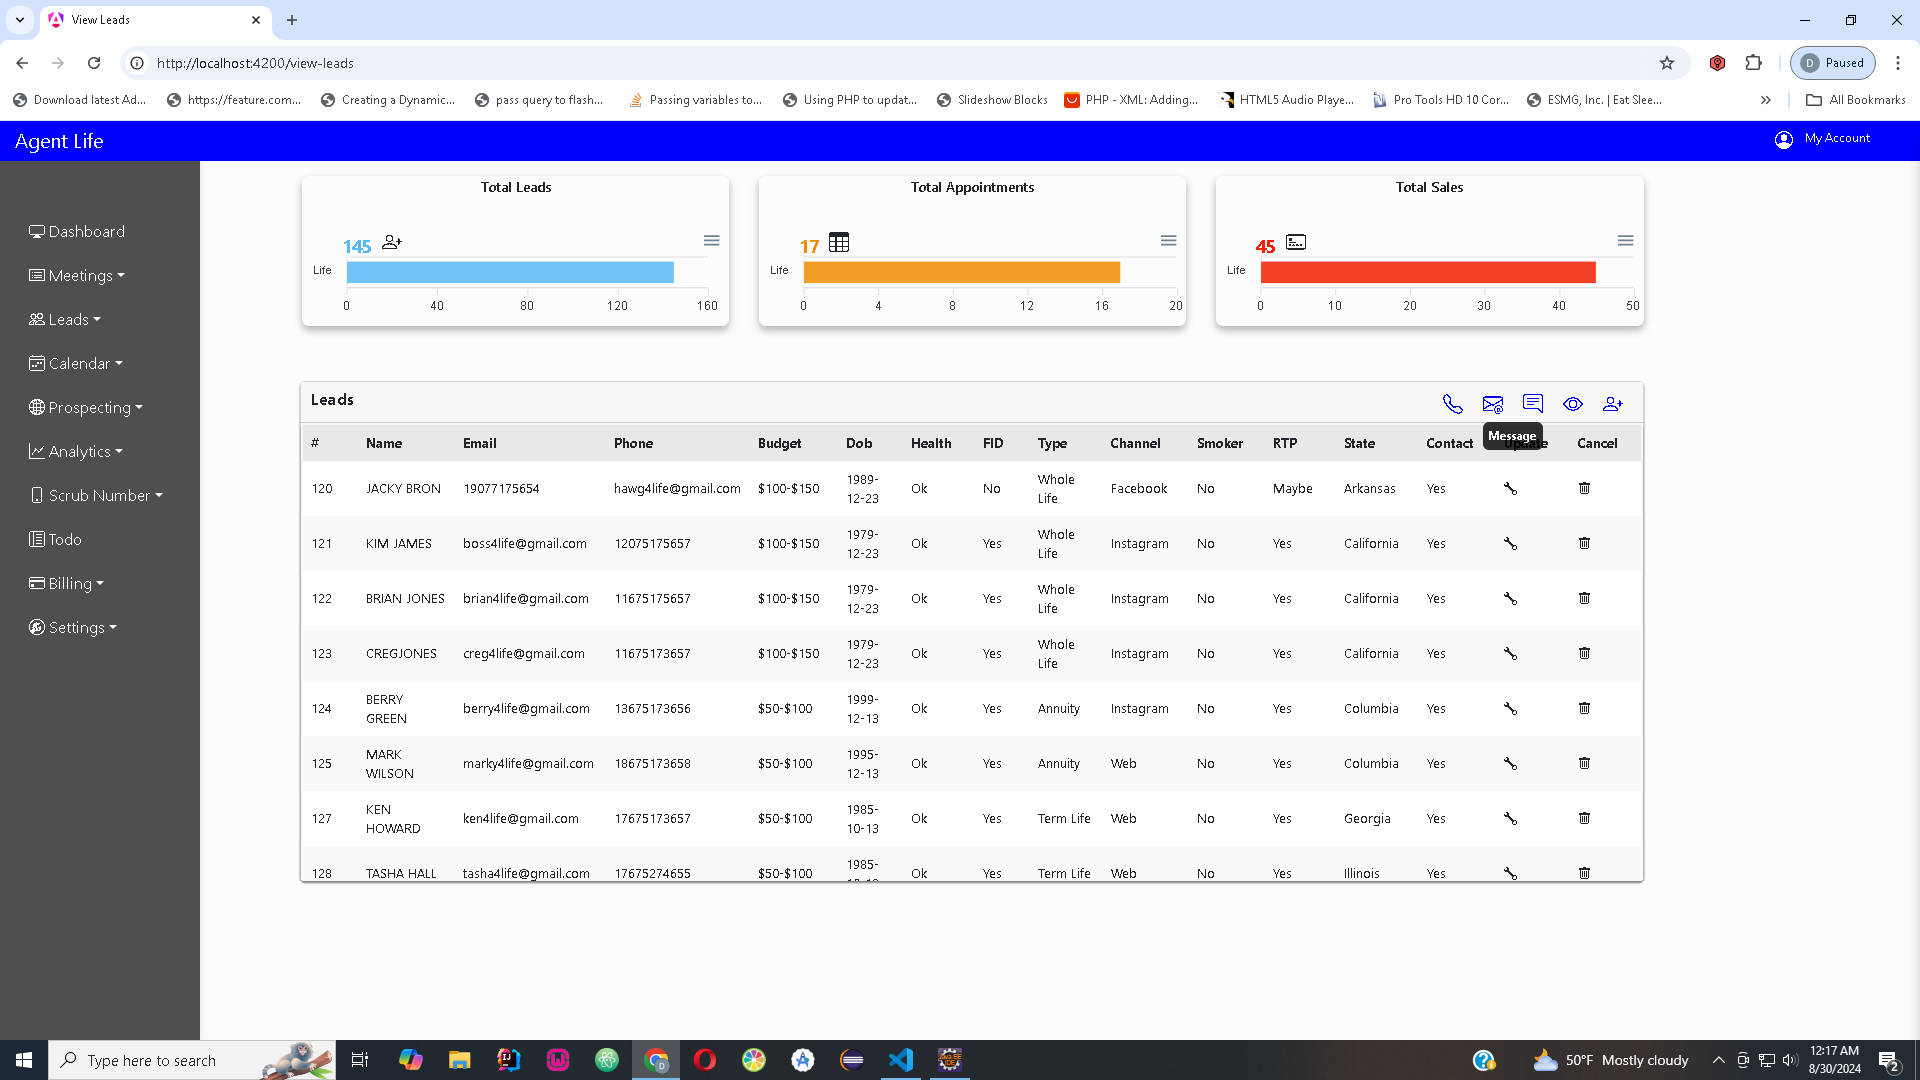 View Leads
http://localhost:4200/view-leads
Paused
Download latest Ad...
https://feature.com...
Creating a Dynamic...
pass query to flash...
Passing variables to...
Using PHP to updat...
Slideshow Blocks
PHP - XML: Adding...
HTML5 Audio Playe...
Pro Tools HD 10 Cor...
ESMG, Inc. | Eat Slee...
All Bookmarks
Agent Life
My Account
Dashboard
Meetings
Leads
Calendar
Prospecting
Analytics
Scrub Number
Todo
Billing
Settings
Total Leads
145
Life
0 40 80 120 160
Total Appointments
17
Life
0 4 8 12 16 20
Total Sales
45
Life
0 10 20 30 40 50
Leads
Message
# Name Email Phone Budget Dob Health FID Type Channel Smoker RTP State Contact Update Cancel
120 JACKY BRON 19077175654 hawg4life@gmail.com $100-$150 1989-12-23 Ok No Whole Life Facebook No Maybe Arkansas Yes
121 KIM JAMES boss4life@gmail.com 12075175657 $100-$150 1979-12-23 Ok Yes Whole Life Instagram No Yes California Yes
122 BRIAN JONES brian4life@gmail.com 11675175657 $100-$150 1979-12-23 Ok Yes Whole Life Instagram No Yes California Yes
123 CREGJONES creg4life@gmail.com 11675173657 $100-$150 1979-12-23 Ok Yes Whole Life Instagram No Yes California Yes
124 BERRY GREEN berry4life@gmail.com 13675173656 $50-$100 1999-12-13 Ok Yes Annuity Instagram No Yes Columbia Yes
125 MARK WILSON marky4life@gmail.com 18675173658 $50-$100 1995-12-13 Ok Yes Annuity Web No Yes Columbia Yes
127 KEN HOWARD ken4life@gmail.com 17675173657 $50-$100 1985-10-13 Ok Yes Term Life Web No Yes Georgia Yes
128 TASHA HALL tasha4life@gmail.com 17675274655 $50-$100 1985- Ok Yes Term Life Web No Yes Illinois Yes
Type here to search
50°F Mostly cloudy
12:17 AM
8/30/2024
2